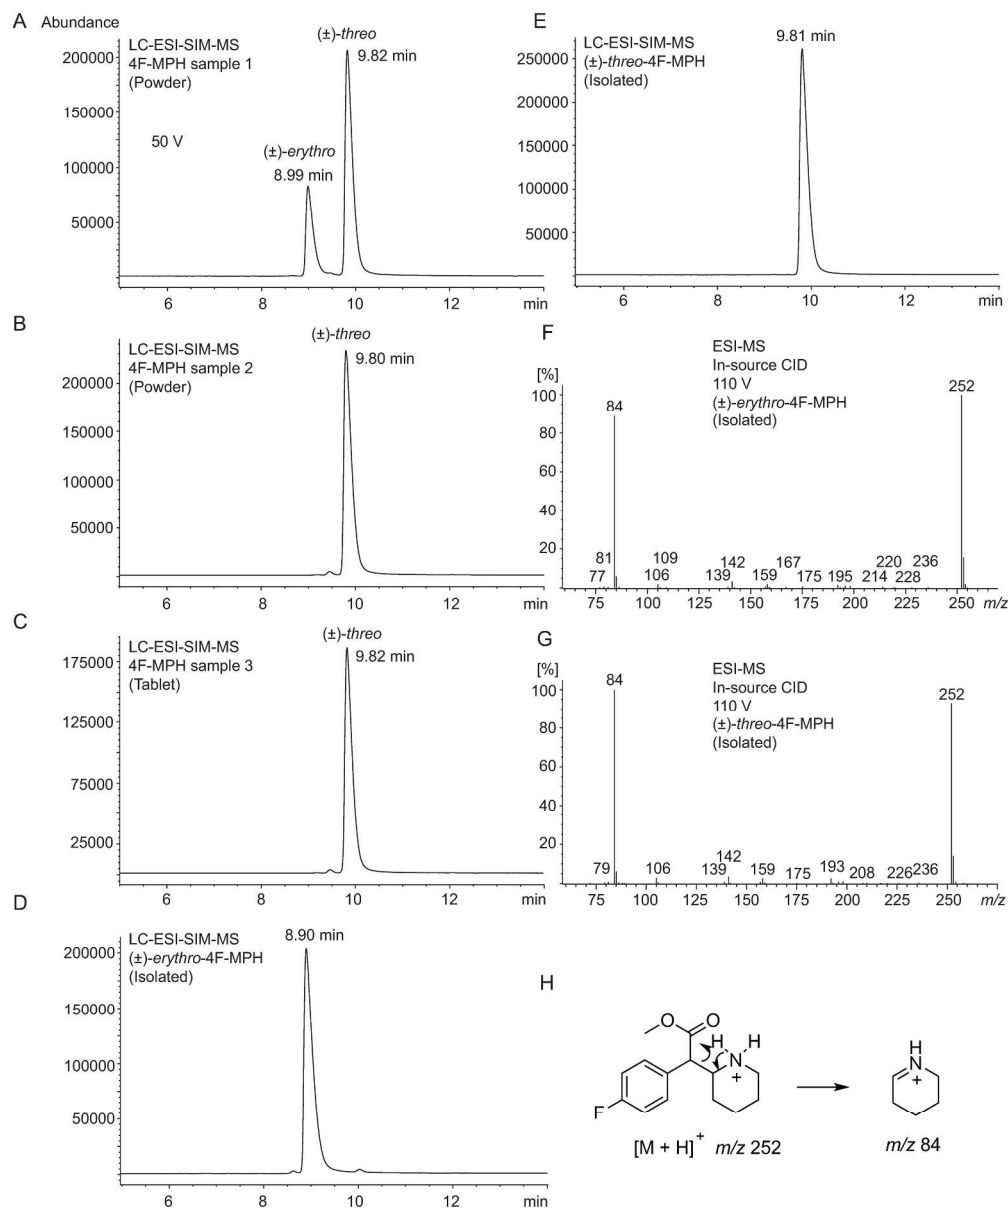 A
Abundance
LC-ESI-SIM-MS
4F-MPH sample 1
(Powder)
50 V
(±)-threo
9.82 min
(±)-erythro
8.99 min
200000
150000
100000
50000
6 8 10 12 min
B
LC-ESI-SIM-MS
4F-MPH sample 2
(Powder)
(±)-threo
9.80 min
200000
150000
100000
50000
6 8 10 12 min
C
LC-ESI-SIM-MS
4F-MPH sample 3
(Tablet)
(±)-threo
9.82 min
175000
125000
75000
25000
6 8 10 12 min
D
LC-ESI-SIM-MS
(±)-erythro-4F-MPH
(Isolated)
8.90 min
200000
150000
100000
50000
6 8 10 12 min
E
LC-ESI-SIM-MS
(±)-threo-4F-MPH
(Isolated)
9.81 min
250000
200000
150000
100000
50000
6 10 12 min
F
ESI-MS
In-source CID
110 V
(±)-erythro-4F-MPH
(Isolated)
[%]
100
80
60
40
20
84 252
81 109 142 167 220 236
77 106 139 159 175 195 214 228
75 100 125 150 175 200 225 250 m/z
G
ESI-MS
In-source CID
110 V
(±)-threo-4F-MPH
(Isolated)
[%]
100
80
60
40
20
84 252
142
79 106 139 159 175 193 208 226 236
75 100 125 150 175 200 225 250 m/z
H
O O
H H
N
+
F
[M + H]+ m/z 252
H
N
+
m/z 84